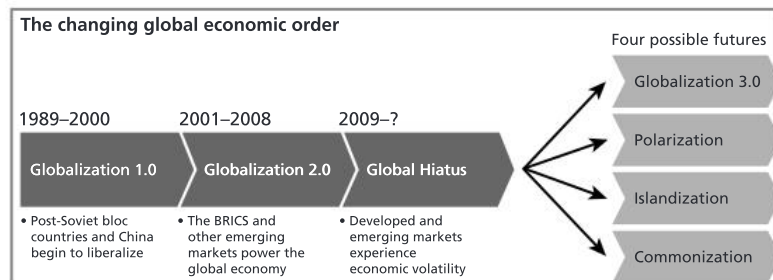 The changing global economic order
Four possible futures
1989–2000
2001–2008
2009–?
Globalization 1.0
Globalization 2.0
Global Hiatus
Globalization 3.0
Polarization
Islandization
Commonization
• Post-Soviet bloc
countries and China
begin to liberalize
• The BRICS and
other emerging
markets power the
global economy
• Developed and
emerging markets
experience
economic volatility